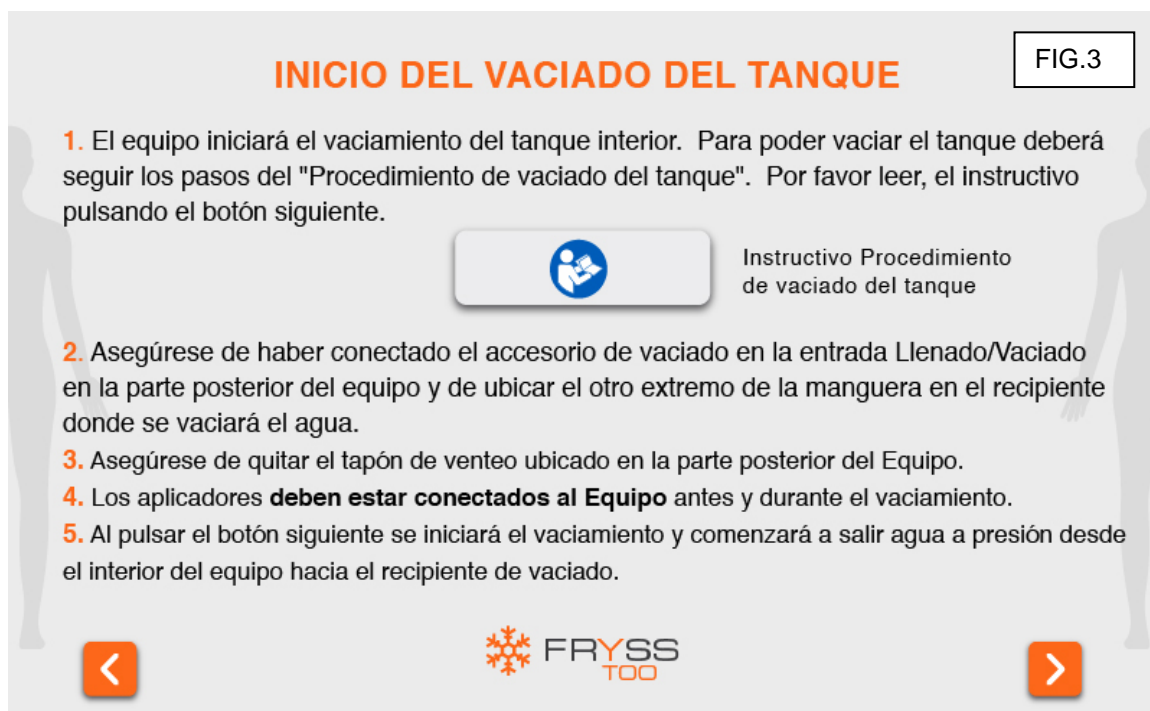 FIG.3
INICIO DEL VACIADO DEL TANQUE
1. El equipo iniciará el vaciamiento del tanque interior.  Para poder vaciar el tanque deberá
seguir los pasos del "Procedimiento de vaciado del tanque".  Por favor leer, el instructivo
pulsando el botón siguiente.
Instructivo Procedimiento
de vaciado del tanque
2. Asegúrese de haber conectado el accesorio de vaciado en la entrada Llenado/Vaciado
en la parte posterior del equipo y de ubicar el otro extremo de la manguera en el recipiente
donde se vaciará el agua.
3. Asegúrese de quitar el tapón de venteo ubicado en la parte posterior del Equipo.
4. Los aplicadores deben estar conectados al Equipo antes y durante el vaciamiento.
5. Al pulsar el botón siguiente se iniciará el vaciamiento y comenzará a salir agua a presión desde
el interior del equipo hacia el recipiente de vaciado.
FRYSS
TOO